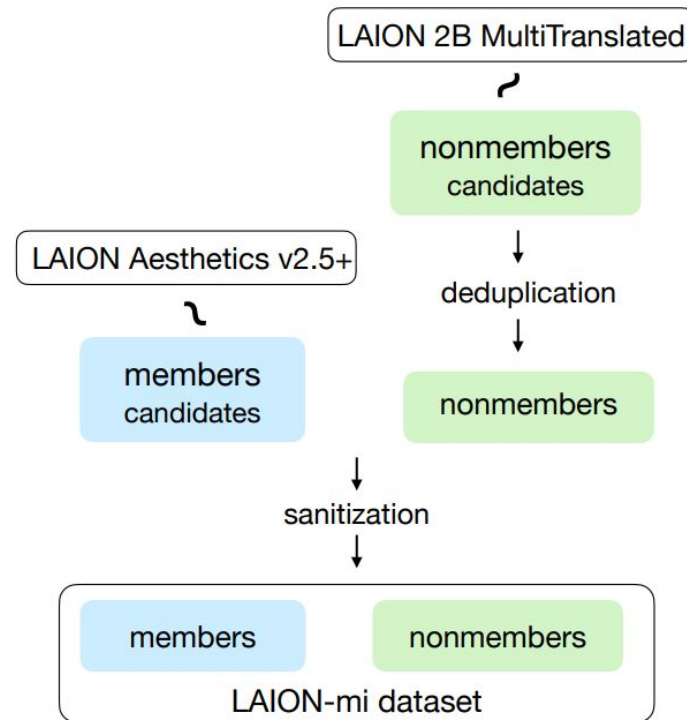 LAION 2B MultiTranslated
nonmembers
candidates
LAION Aesthetics v2.5+
deduplication
members
candidates
nonmembers
sanitization
members
nonmembers
LAION-mi dataset